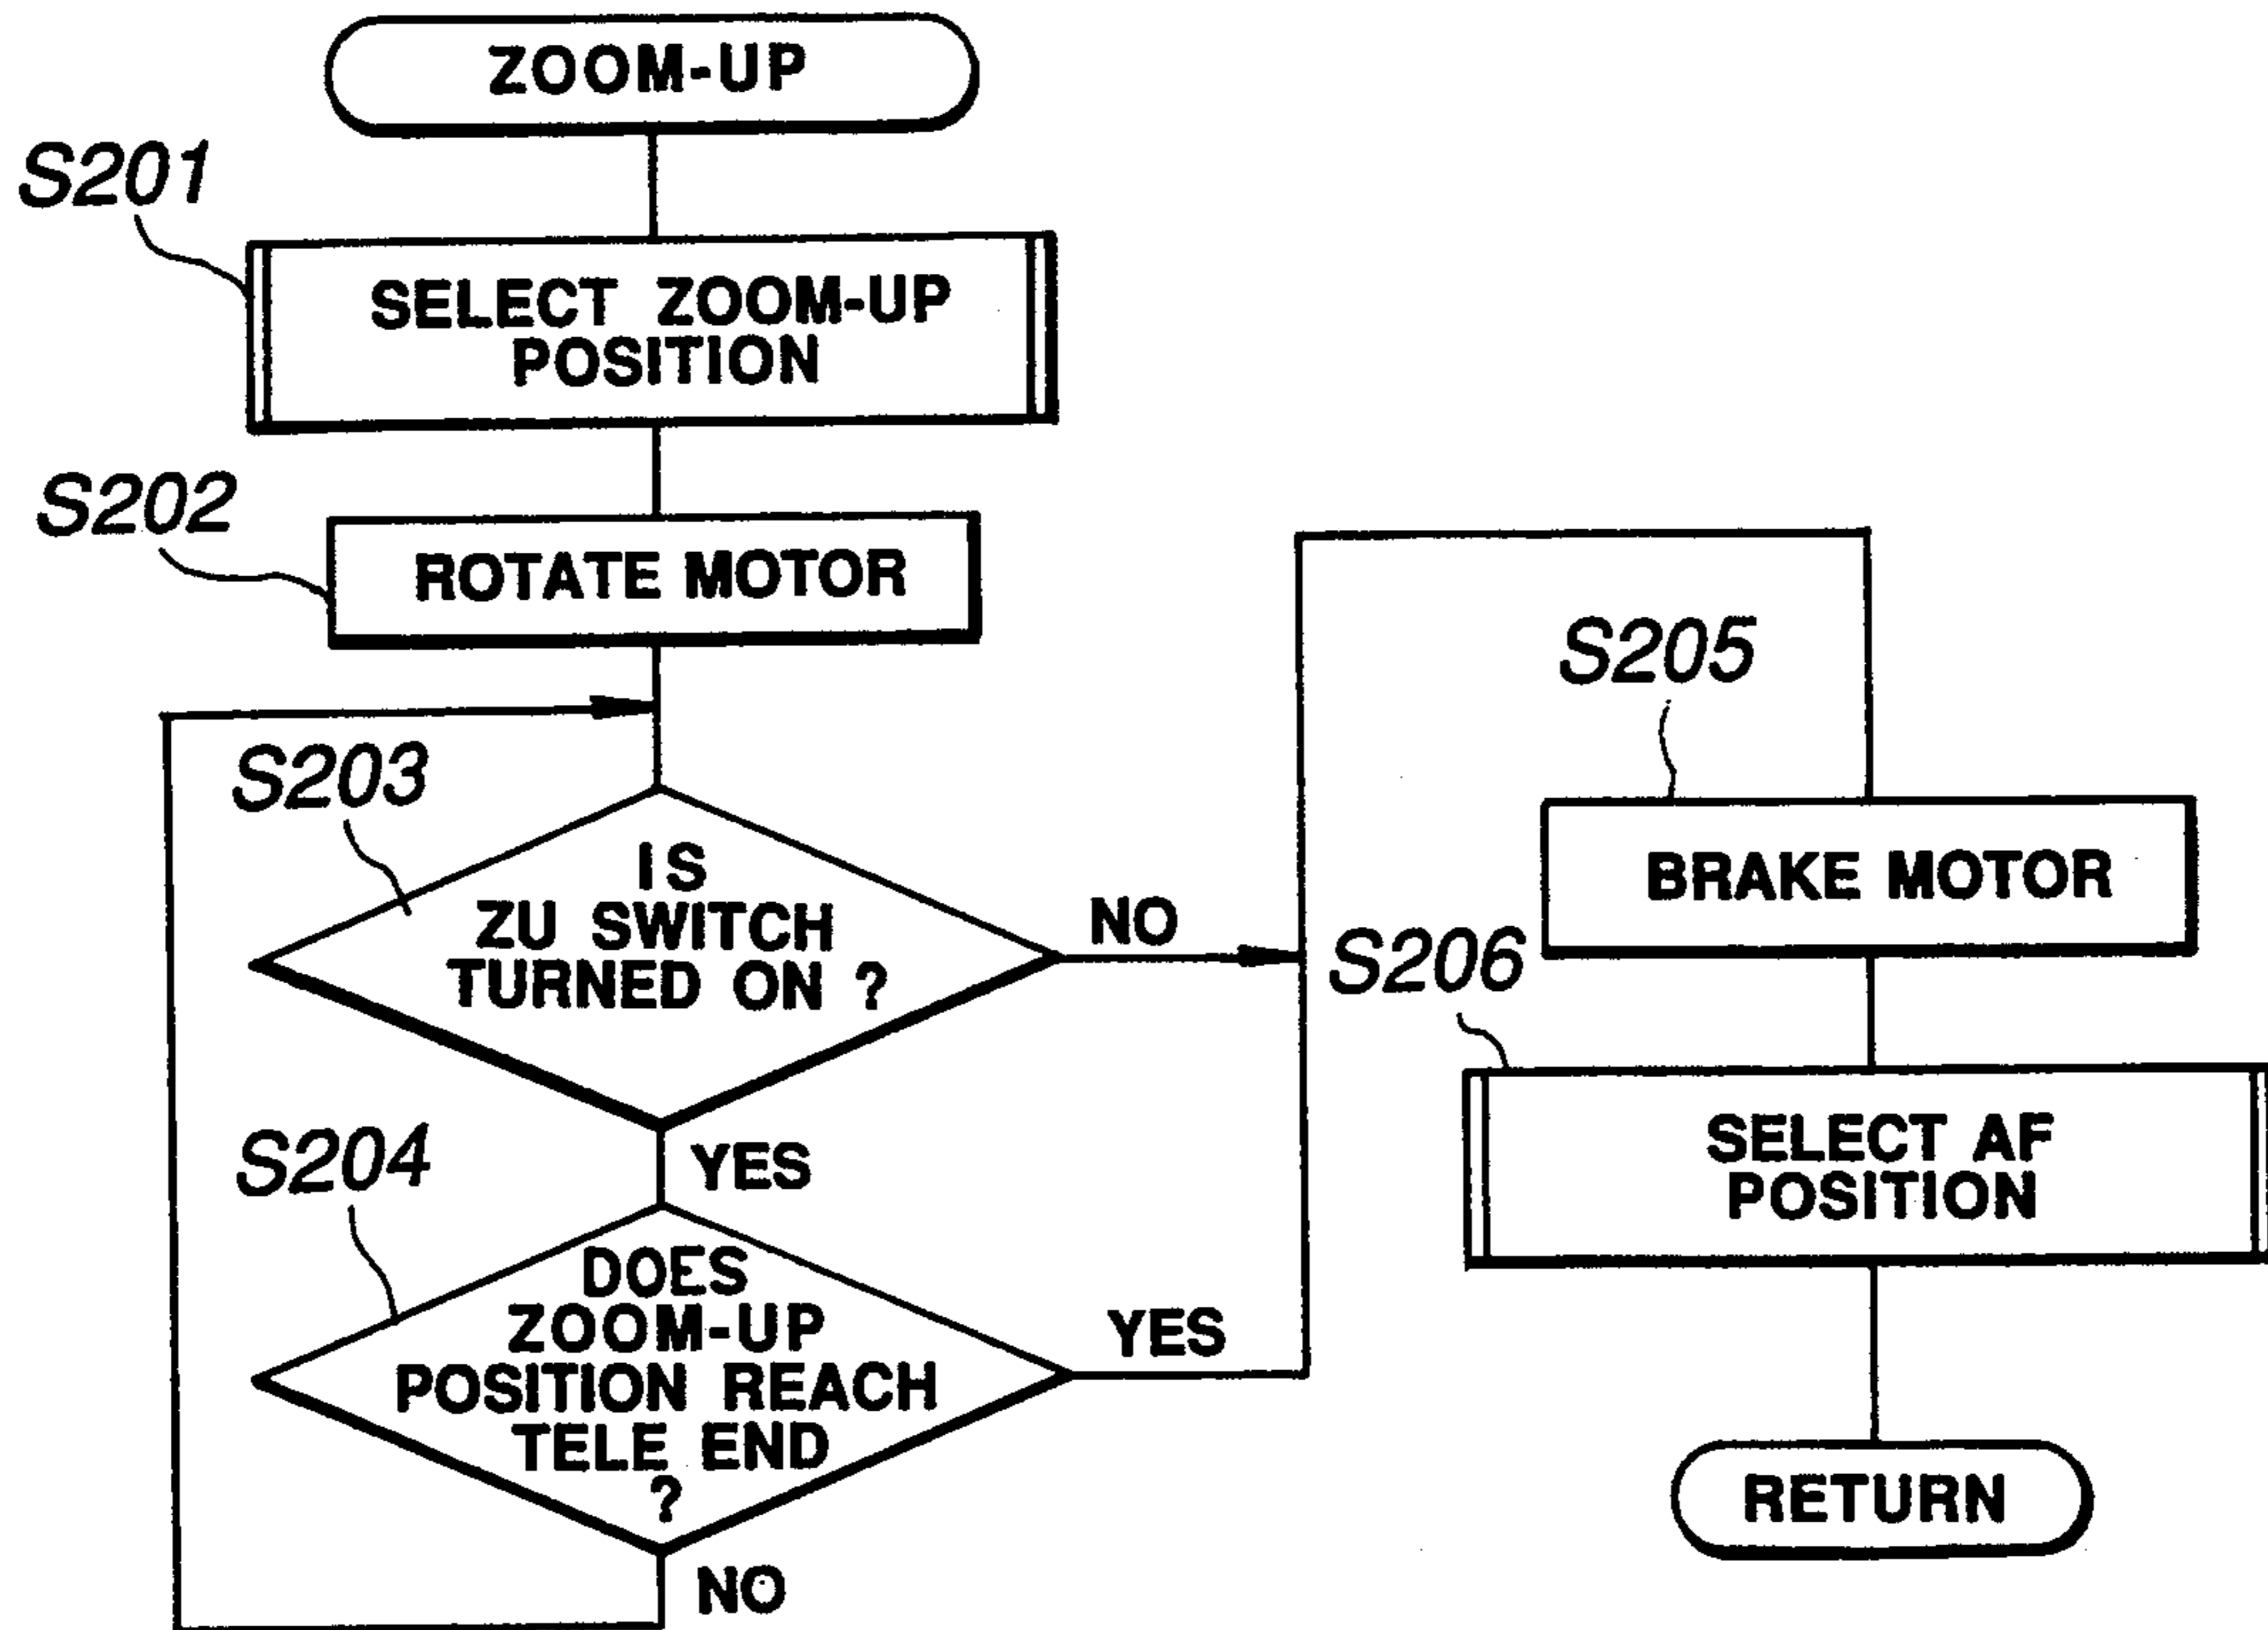 ZOOM-UP
S201
SELECT ZOOM-UP
POSITION
S202
ROTATE MOTOR
S203
IS
ZU SWITCH
TURNED ON ?
NO
YES
S204
DOES
ZOOM-UP
POSITION REACH
TELE END
?
YES
NO
S205
BRAKE MOTOR
S206
SELECT AF
POSITION
RETURN